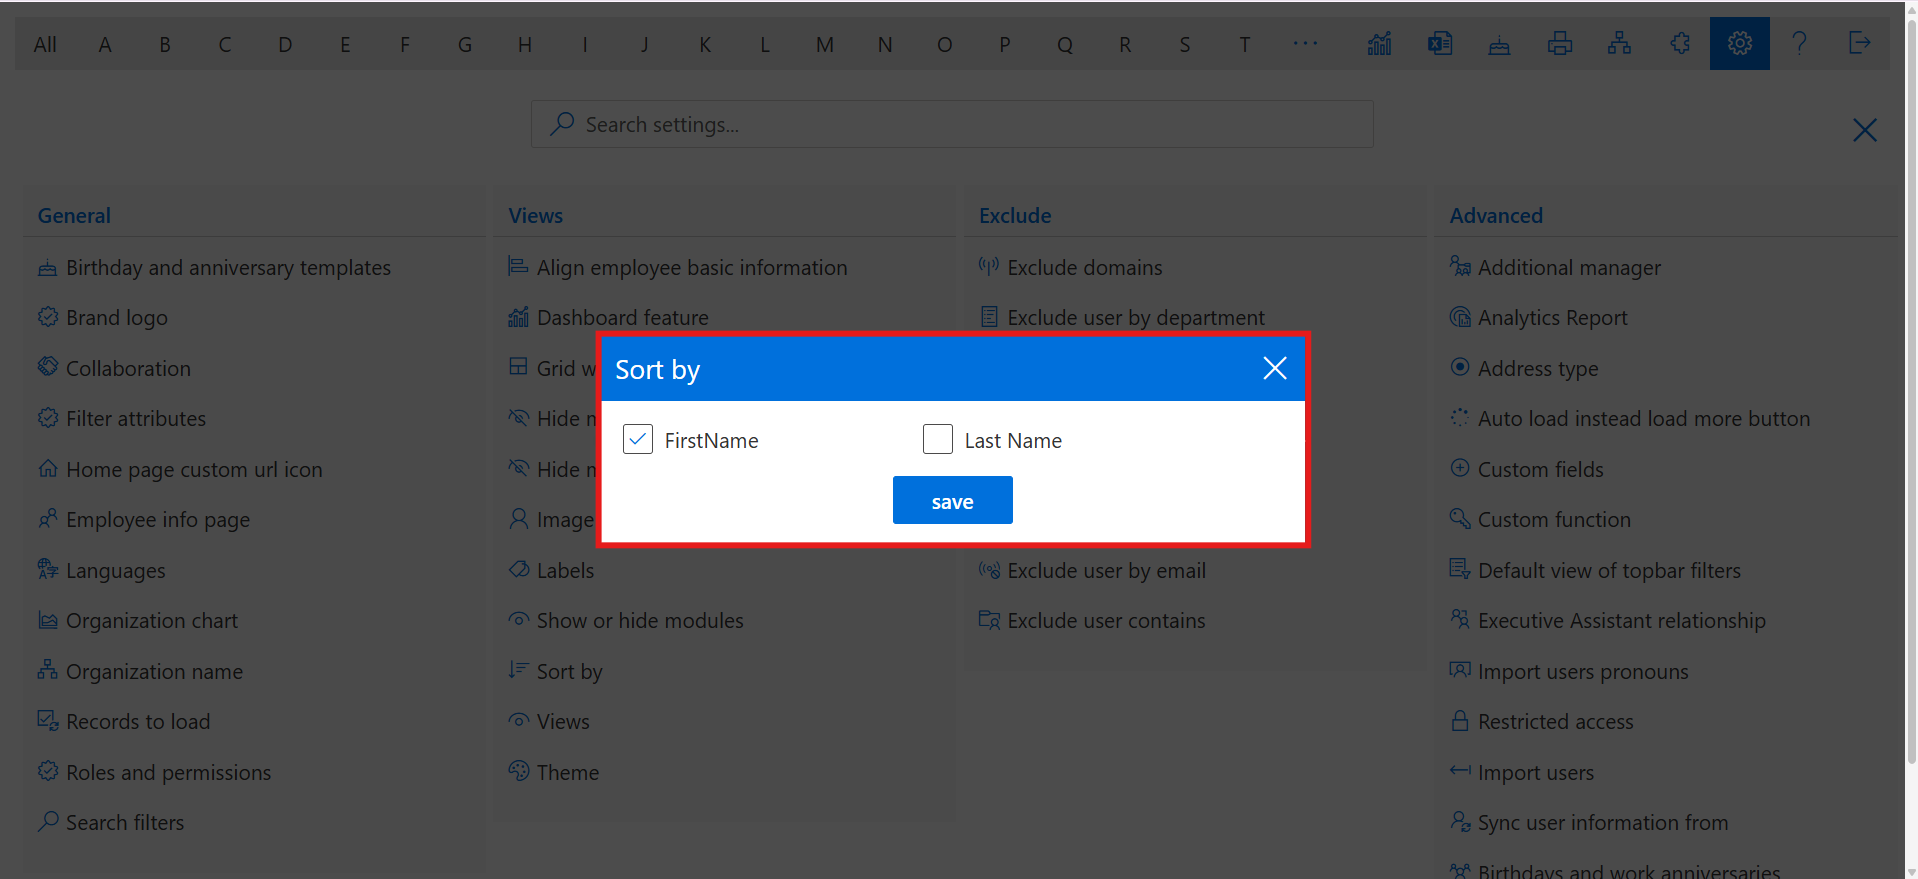 All A B C D E F G H I J K L M N O P Q R S T ...
Search settings...
General
Birthday and anniversary templates
Brand logo
Collaboration
Filter attributes
Home page custom url icon
Employee info page
Languages
Organization chart
Organization name
Records to load
Roles and permissions
Search filters
Views
Align employee basic information
Dashboard feature
Grid w
Hide
Hide
Image
Labels
Show or hide modules
Sort by
Views
Theme
Exclude
Exclude domains
Exclude user by department
Exclude user by email
Exclude user contains
Advanced
Additional manager
Analytics Report
Address type
Auto load instead load more button
Custom fields
Custom function
Default view of topbar filters
Executive Assistant relationship
Import users pronouns
Restricted access
Import users
Sync user information from
Birthdays and work anniversaries
Sort by
FirstName Last Name
save